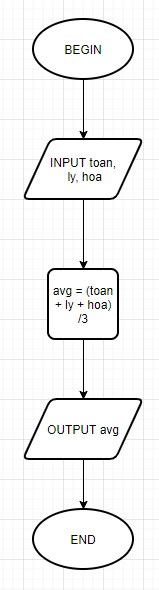 BEGIN
INPUT toan,
ly, hoa
avg = (toan
+ ly + hoa)
/3
OUTPUT avg
END